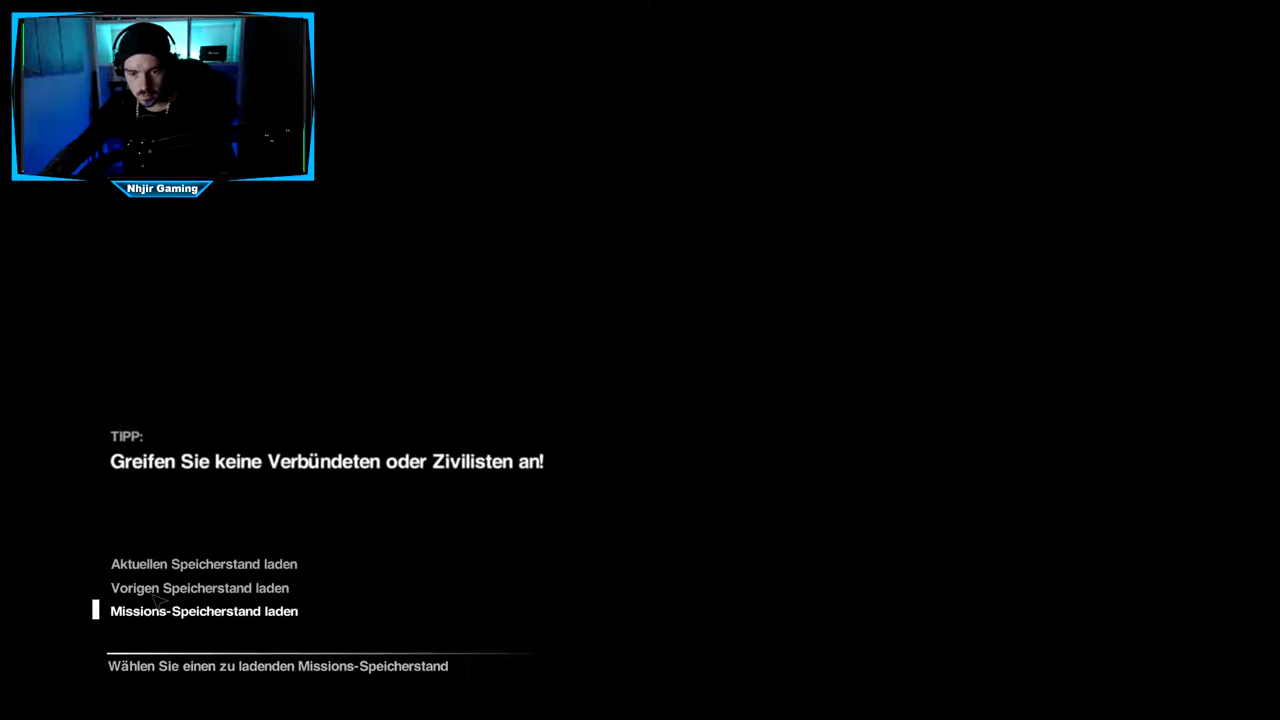 Nhjir Gaming
TIPP:
Greifen Sie keine Verbündeten oder Zivilisten an!
Aktuellen Speicherstand laden
Vorigen Speicherstand laden
Missions-Speicherstand laden
Wählen Sie einen zu ladenden Missions-Speicherstand